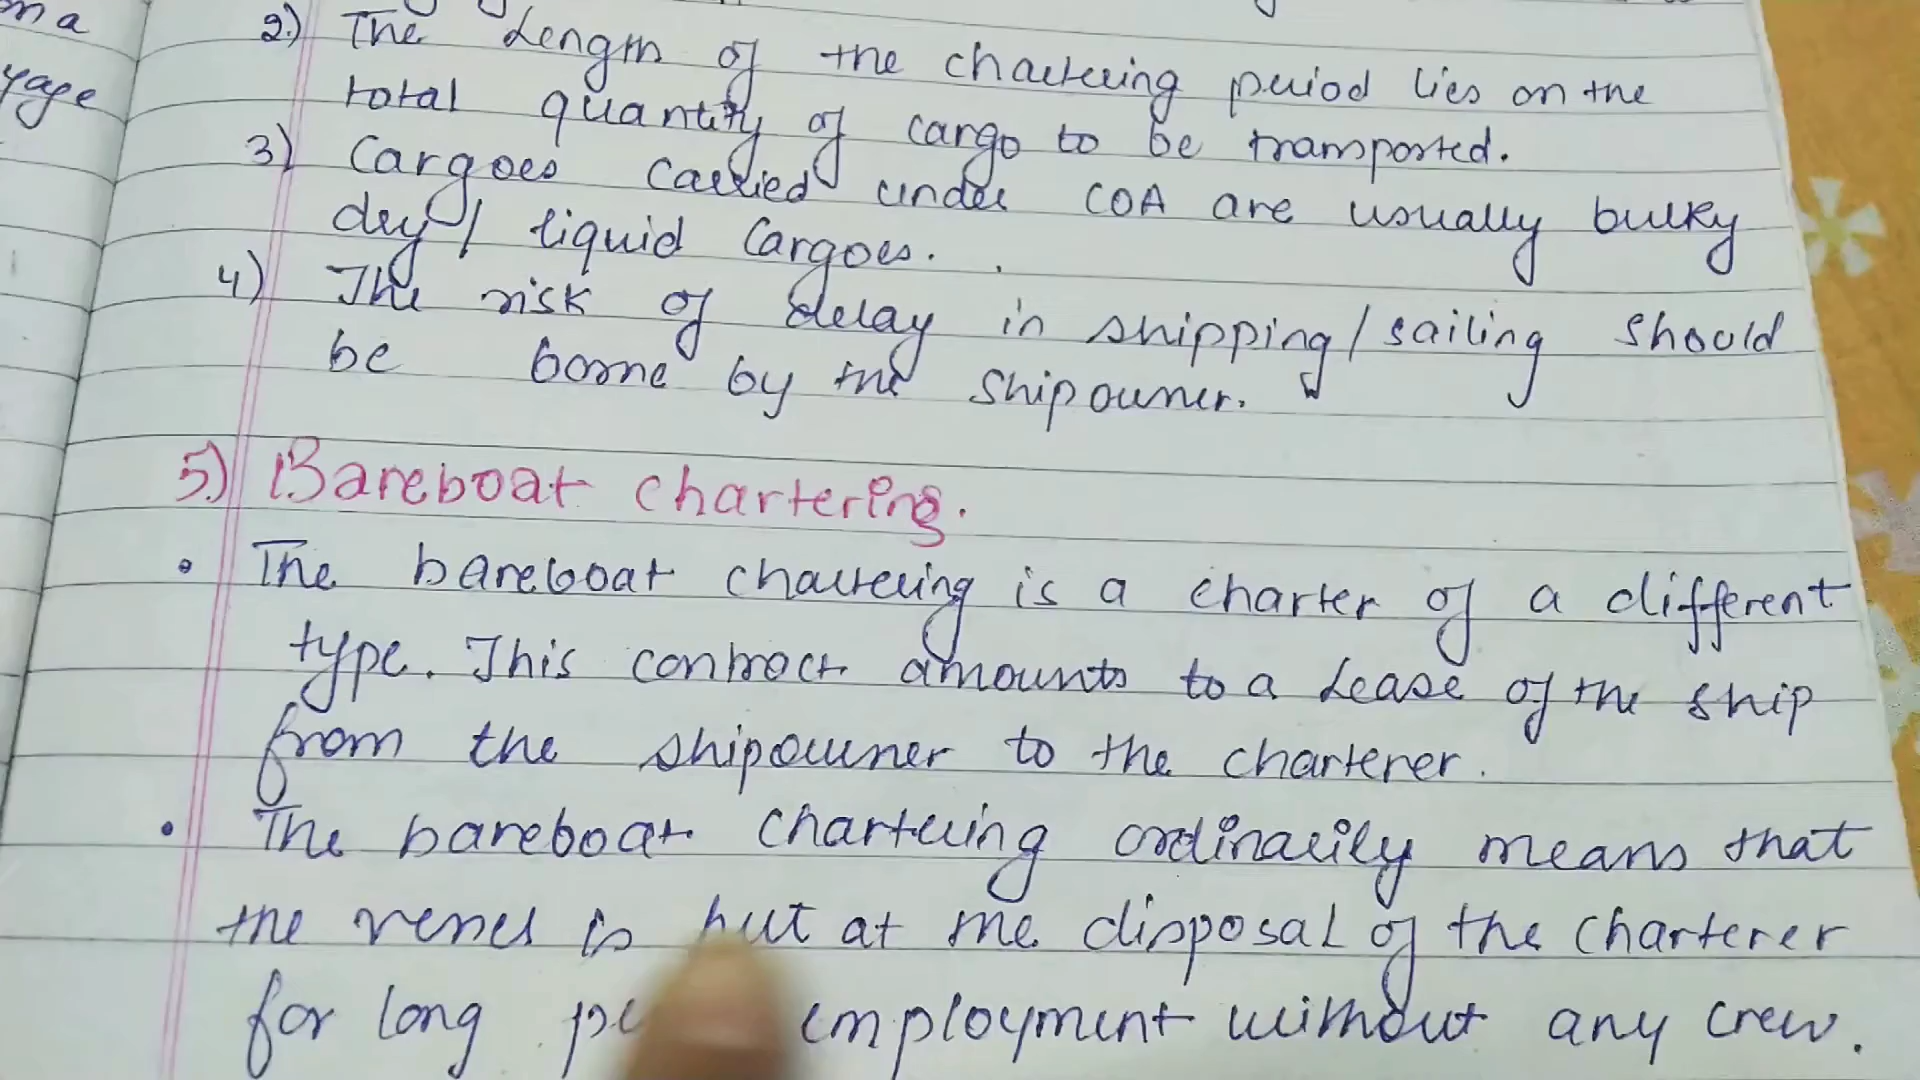 ma
yage
2.) The Length of the chartering period lies on the
total quantity of cargo to be transported.
3) Cargoes carried under COA are usually bulky
dry / liquid Cargoes.
4) The risk of delay in shipping / sailing should
be borne by the shipowner.
5.) Bareboat chartering.
• The bareboat chartering is a charter of a different
type. This contract amounts to a Lease of the ship
from the shipowner to the charterer.
• The bareboat chartering ordinarily means that
the vessel is put at the disposal of the charterer
for long employment without any crew.